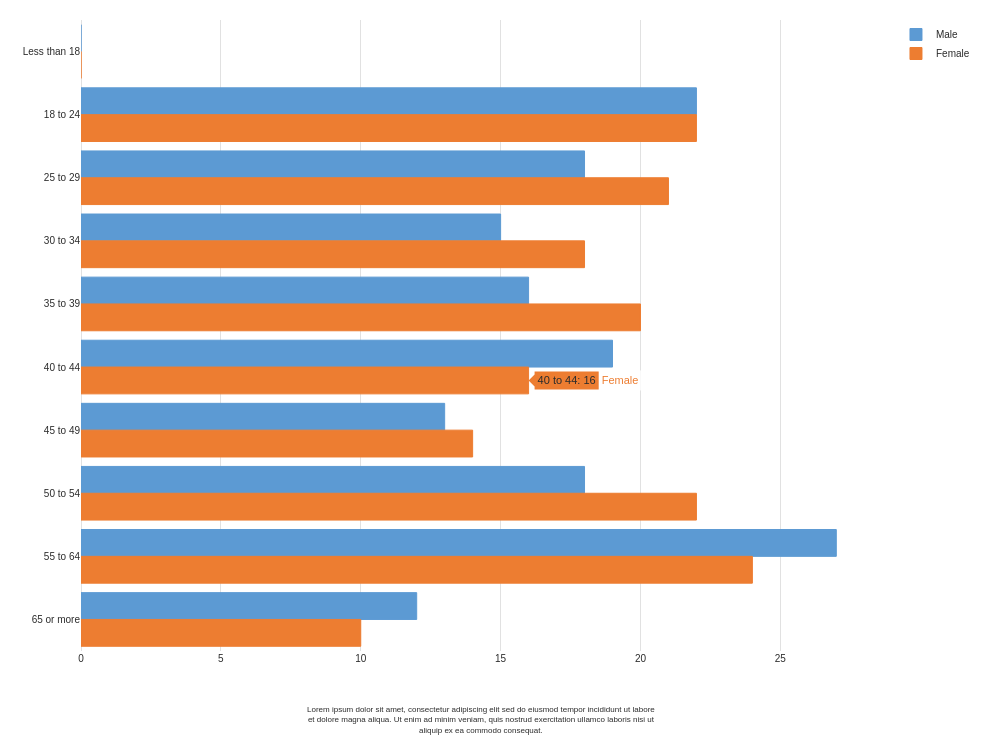 Male
Female
Less than 18
18 to 24
25 to 29
30 to 34
35 to 39
40 to 44
40 to 44: 16 Female
45 to 49
50 to 54
55 to 64
65 or more
0 5 10 15 20 25
Lorem ipsum dolor sit amet, consectetur adipiscing elit sed do eiusmod tempor incididunt ut labore
et dolore magna aliqua. Ut enim ad minim veniam, quis nostrud exercitation ullamco laboris nisi ut
aliquip ex ea commodo consequat.